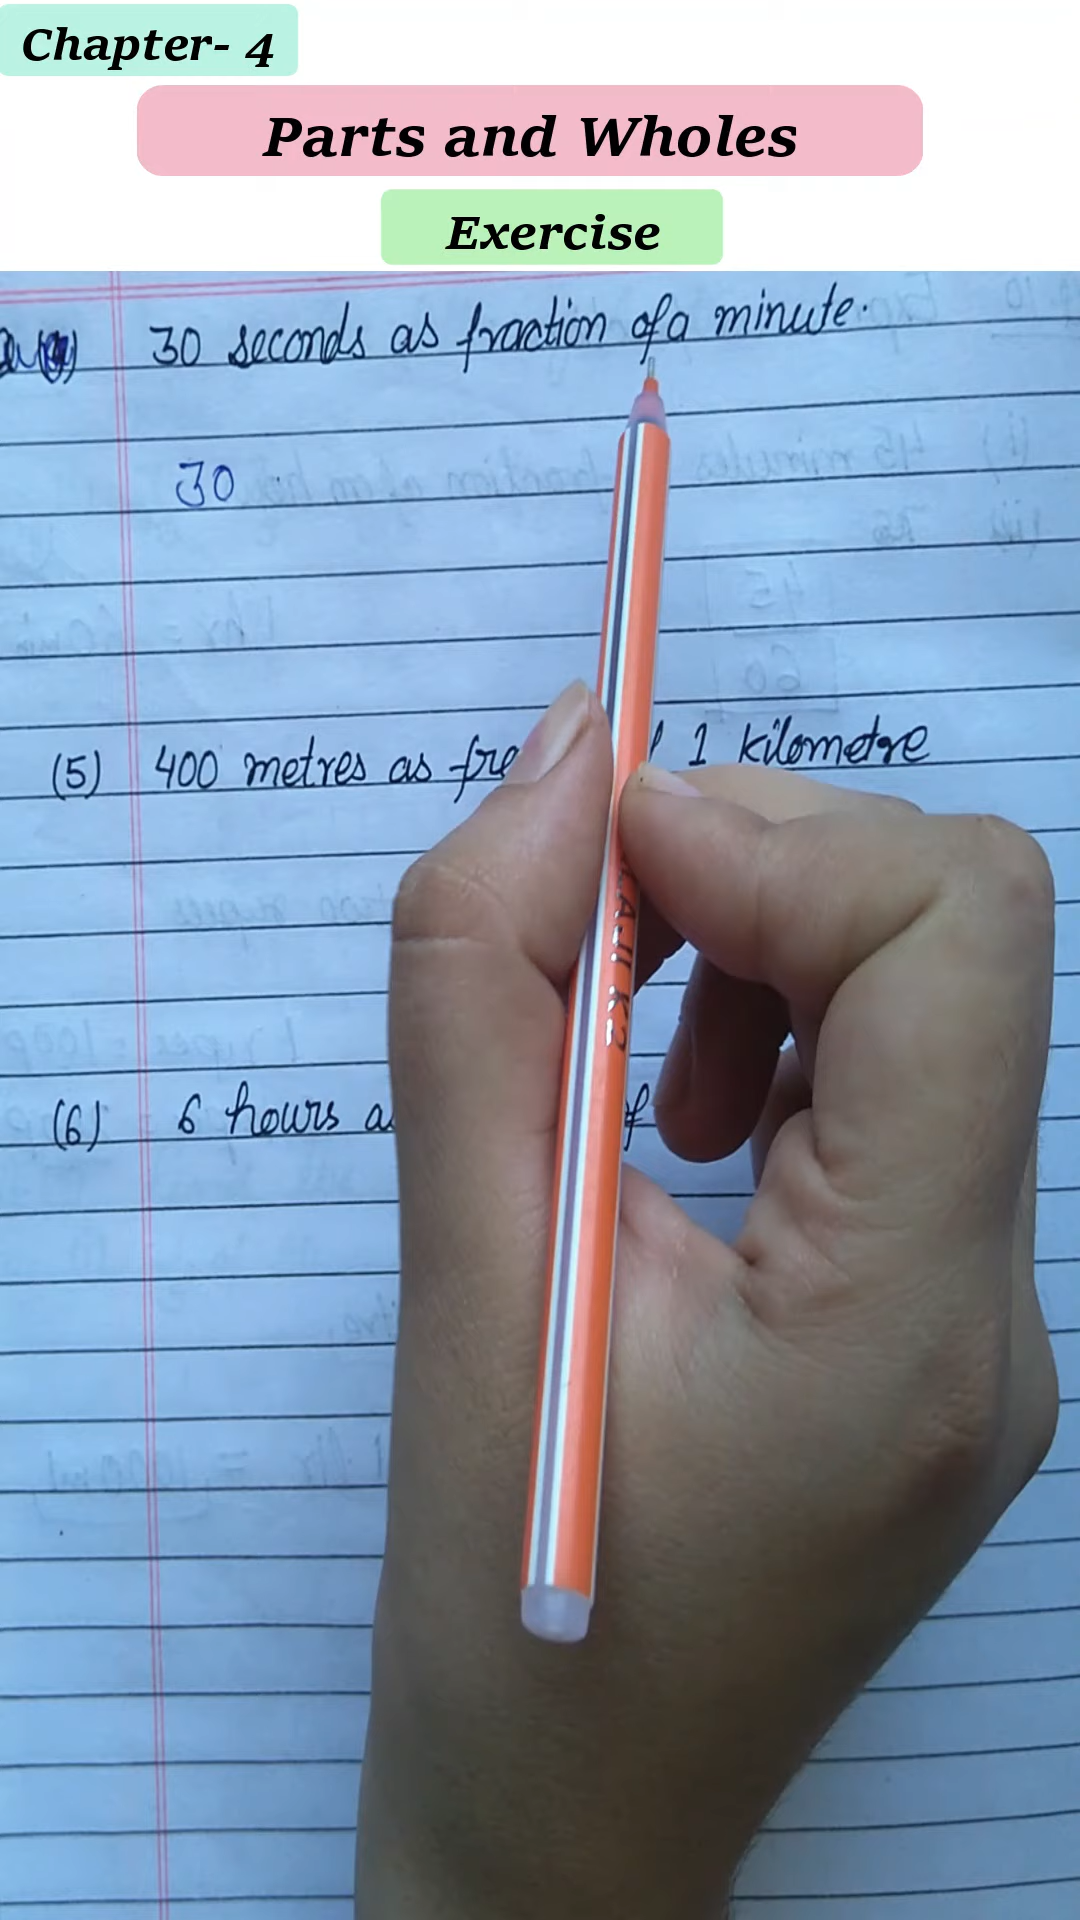 Chapter- 4
Parts and Wholes
Exercise
30 seconds as fraction of a minute.
30
(5) 400 metres as 1 kilometre
(6) 6 hours